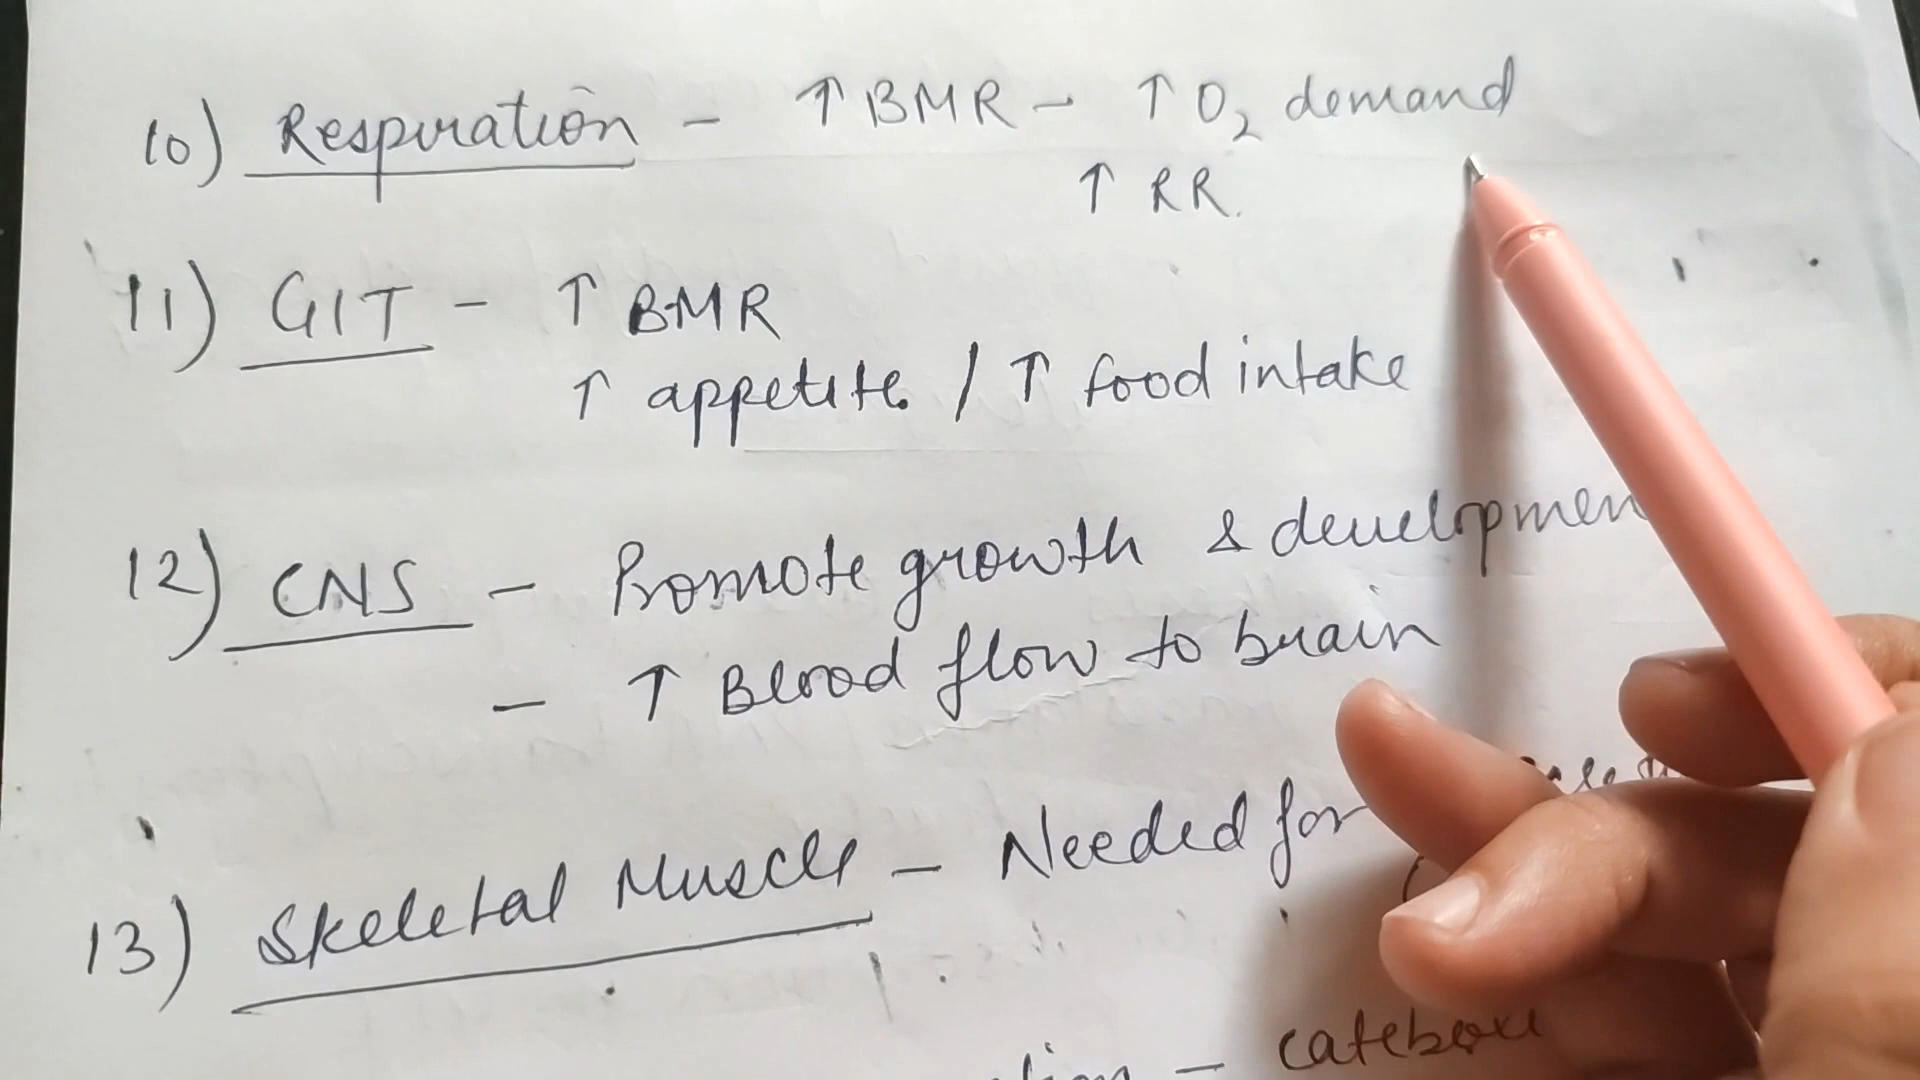 10) Respiration - ↑ BMR - ↑ O₂ demand
↑ RR.
11) GIT - ↑ BMR
↑ appetite. / ↑ food intake
12) CNS - Promote growth & developmen
- ↑ Blood flow to brain
13) Skeletal Muscle - Needed for